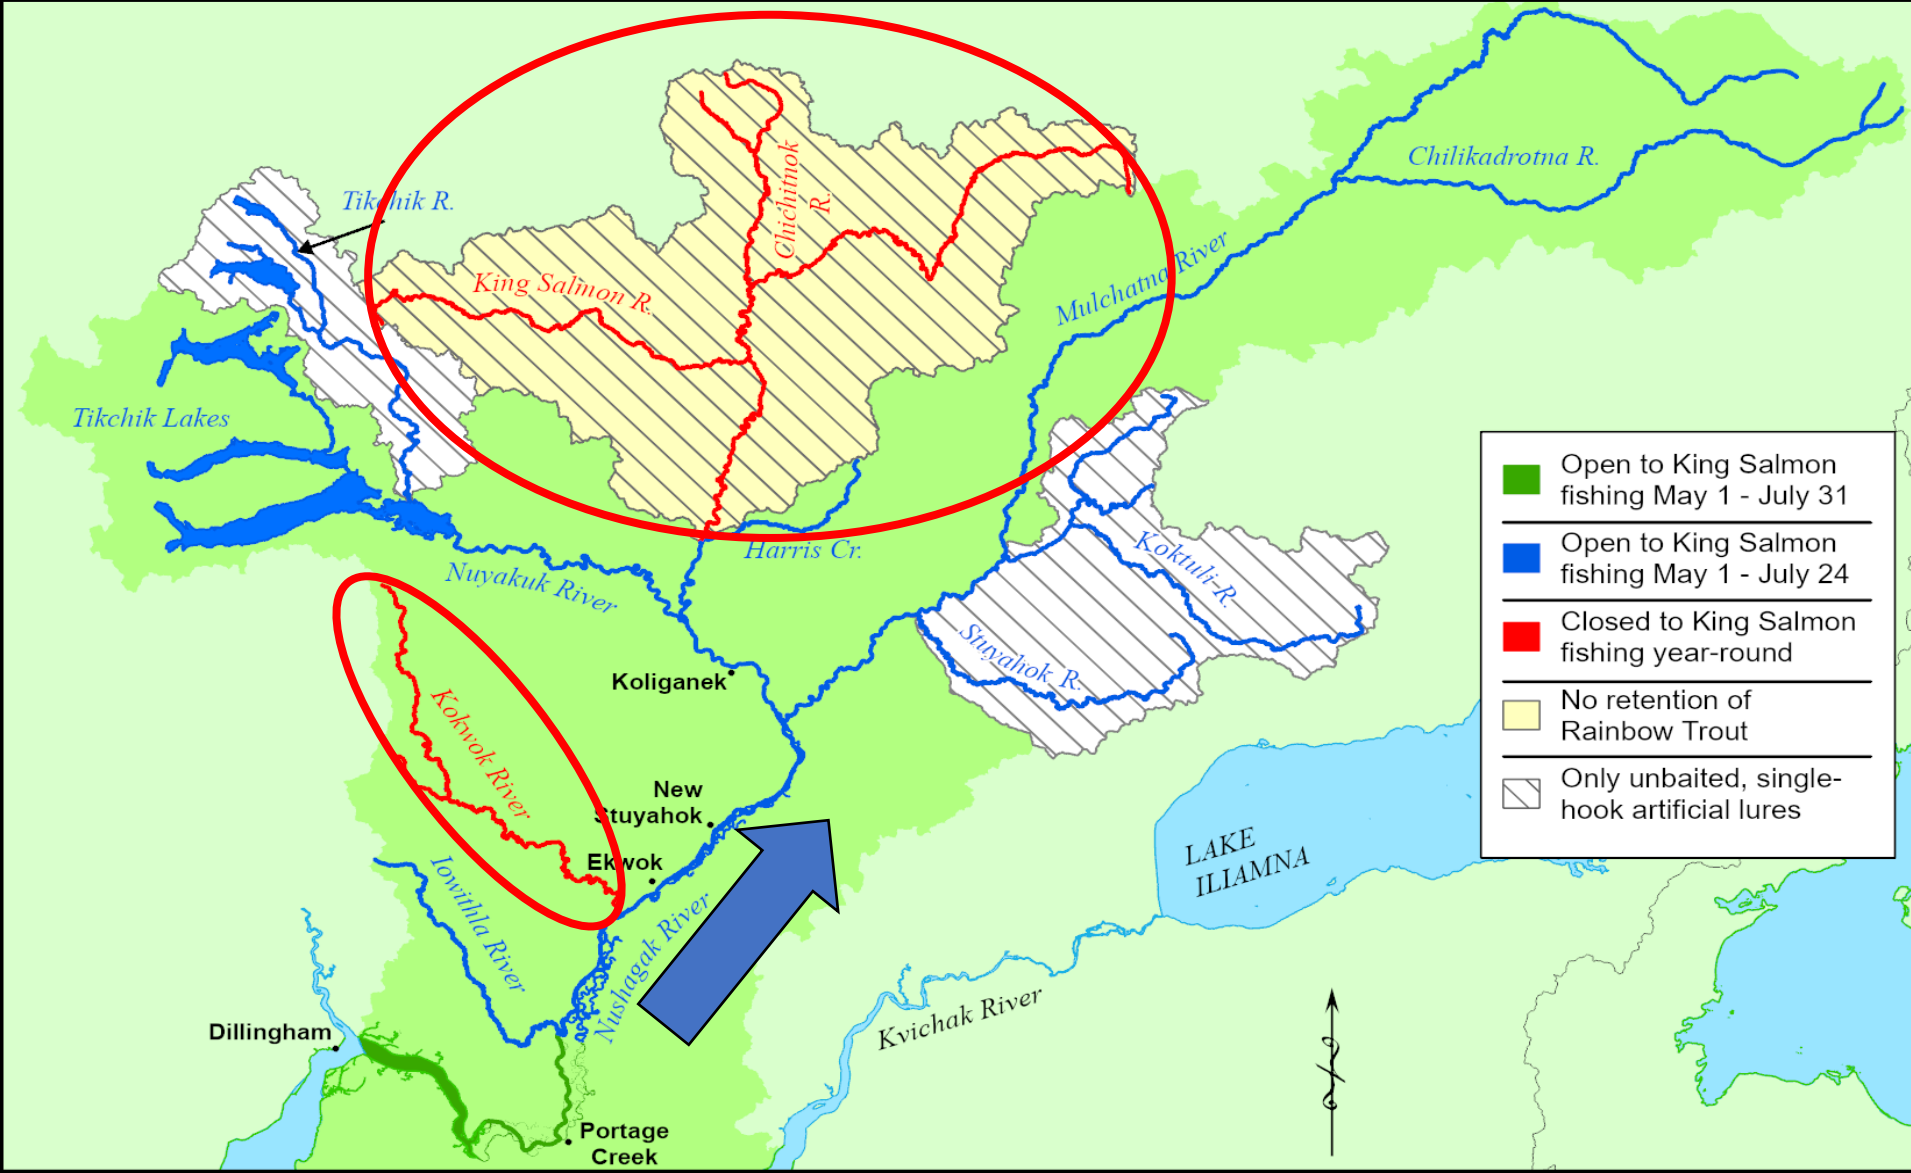 Chilikadrotna R.
Tikchik R.
Chichitnok
R.
Mulchatna River
King Salmon R.
Tikchik Lakes
Harris Cr.
Koktuli-R.
Nuyakuk River
Stuyahok R.
Koliganek
Kokwok River
New
Stuyahok
Ekwok
Iowithla River
Nushagak River
LAKE
ILIAMNA
Kvichak River
Dillingham
Portage
Creek
Open to King Salmon
fishing May 1 - July 31
Open to King Salmon
fishing May 1 - July 24
Closed to King Salmon
fishing year-round
No retention of
Rainbow Trout
Only unbaited, single-
hook artificial lures